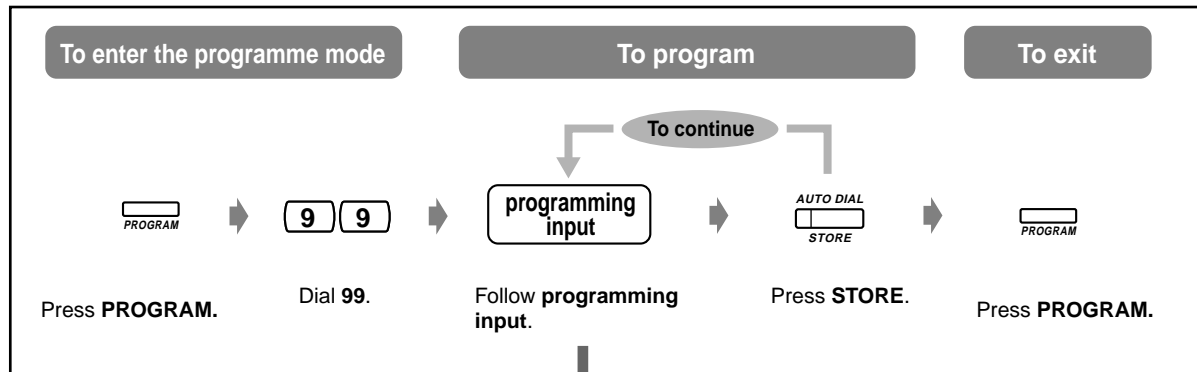 To enter the programme mode
To program
To exit
To continue
PROGRAM
9 9
programming
input
AUTO DIAL
STORE
PROGRAM
Press PROGRAM.
Dial 99.
Follow programming
input.
Press STORE.
Press PROGRAM.